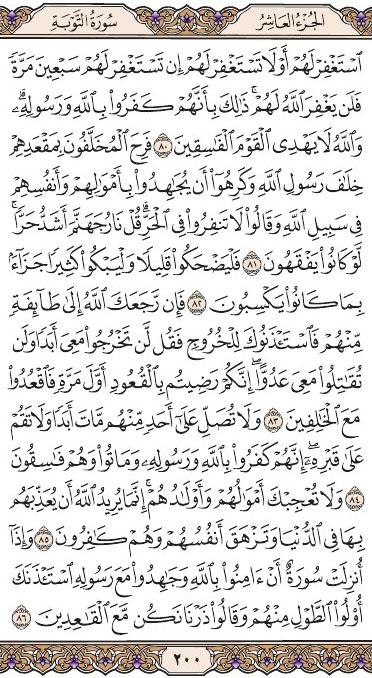 الجزء العاشر سورة التوبة
ٱسۡتَغۡفِرۡ لَهُمۡ أَوۡ لَا تَسۡتَغۡفِرۡ لَهُمۡ إِن تَسۡتَغۡفِرۡ لَهُمۡ سَبۡعِينَ مَرَّةٗ
فَلَن يَغۡفِرَ ٱللَّهُ لَهُمۡۚ ذَٰلِكَ بِأَنَّهُمۡ كَفَرُواْ بِٱللَّهِ وَرَسُولِهِۦۗ
وَٱللَّهُ لَا يَهۡدِي ٱلۡقَوۡمَ ٱلۡفَٰسِقِينَ ٨٠ فَرِحَ ٱلۡمُخَلَّفُونَ بِمَقۡعَدِهِمۡ
خِلَٰفَ رَسُولِ ٱللَّهِ وَكَرِهُوٓاْ أَن يُجَٰهِدُواْ بِأَمۡوَٰلِهِمۡ وَأَنفُسِهِمۡ
فِي سَبِيلِ ٱللَّهِ وَقَالُواْ لَا تَنفِرُواْ فِي ٱلۡحَرِّۗ قُلۡ نَارُ جَهَنَّمَ أَشَدُّ حَرّٗاۚ
لَّوۡ كَانُواْ يَفۡقَهُونَ ٨١ فَلۡيَضۡحَكُواْ قَلِيلٗا وَلۡيَبۡكُواْ كَثِيرٗا جَزَآءَۢ
بِمَا كَانُواْ يَكۡسِبُونَ ٨٢ فَإِن رَّجَعَكَ ٱللَّهُ إِلَىٰ طَآئِفَةٖ
مِّنۡهُمۡ فَٱسۡتَـٔۡذَنُوكَ لِلۡخُرُوجِ فَقُل لَّن تَخۡرُجُواْ مَعِيَ أَبَدٗا وَلَن
تُقَٰتِلُواْ مَعِيَ عَدُوًّاۖ إِنَّكُمۡ رَضِيتُم بِٱلۡقُعُودِ أَوَّلَ مَرَّةٖ فَٱقۡعُدُواْ
مَعَ ٱلۡخَٰلِفِينَ ٨٣ وَلَا تُصَلِّ عَلَىٰٓ أَحَدٖ مِّنۡهُم مَّاتَ أَبَدٗا وَلَا تَقُمۡ
عَلَىٰ قَبۡرِهِۦٓۖ إِنَّهُمۡ كَفَرُواْ بِٱللَّهِ وَرَسُولِهِۦ وَمَاتُواْ وَهُمۡ فَٰسِقُونَ
٨٤ وَلَا تُعۡجِبۡكَ أَمۡوَٰلُهُمۡ وَأَوۡلَٰدُهُمۡۚ إِنَّمَا يُرِيدُ ٱللَّهُ أَن يُعَذِّبَهُم
بِهَا فِي ٱلدُّنۡيَا وَتَزۡهَقَ أَنفُسُهُمۡ وَهُمۡ كَٰفِرُونَ ٨٥ وَإِذَآ
أُنزِلَتۡ سُورَةٌ أَنۡ ءَامِنُواْ بِٱللَّهِ وَجَٰهِدُواْ مَعَ رَسُولِهِ ٱسۡتَـٔۡذَنَكَ
أُوْلُواْ ٱلطَّوۡلِ مِنۡهُمۡ وَقَالُواْ ذَرۡنَا نَكُن مَّعَ ٱلۡقَٰعِدِينَ ٨٦
٢٠٠